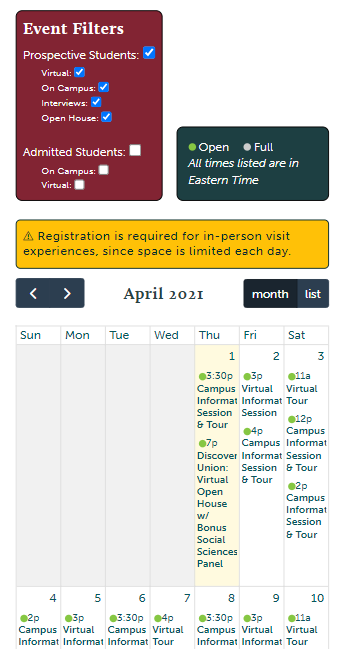 Event Filters
Prospective Students:
Virtual:
On Campus:
Interviews:
Open House:
Admitted Students:
On Campus:
Virtual:
Open Full
All times listed are in
Eastern Time
⚠ Registration is required for in-person visit
experiences, since space is limited each day.
April 2021
month list
Sun Mon Tue Wed Thu Fri Sat
1
3:30p
Campus
Informat
Session
& Tour
7p
Discover
Union:
Virtual
Open
House
w/
Bonus
Social
Sciences
Panel
2
3p
Virtual
Informat
Session
4p
Campus
Informat
Session
& Tour
3
11a
Virtual
Tour
12p
Campus
Informat
Session
& Tour
2p
Campus
Informat
Session
& Tour
4 5 6 7 8 9 10
2p 3p 3:30p 4p 3:30p 3p 11a
Campus Virtual Campus Virtual Campus Virtual Virtual
Informat Informat Informat Tour Informat Informat Tour